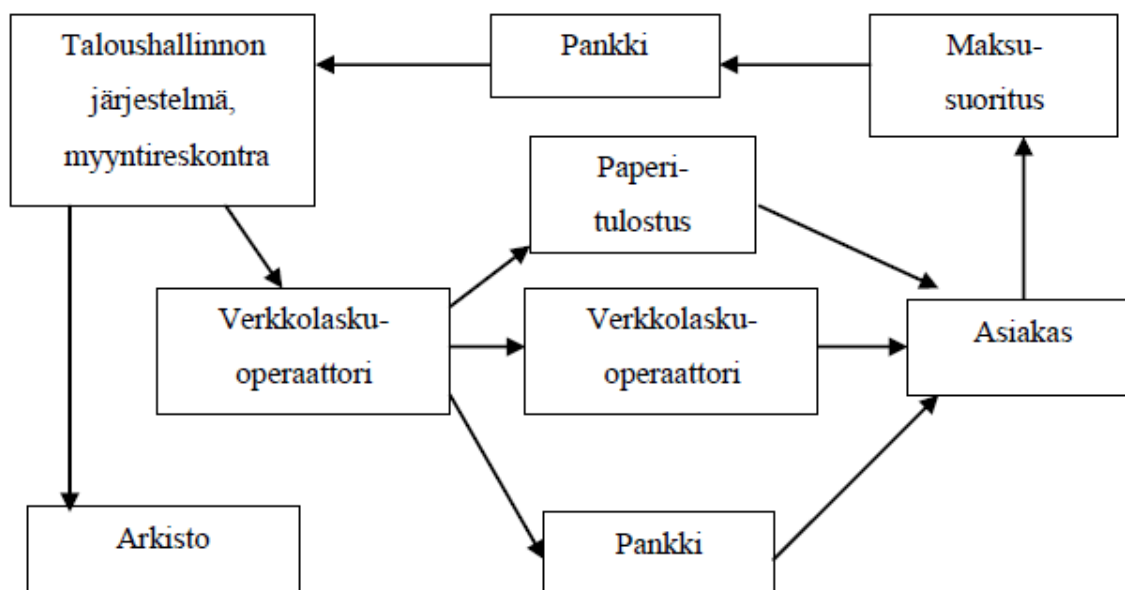 Taloushallinnon
järjestelmä,
myyntireskontra
Pankki
Maksu-
suoritus
Paperi-
tulostus
Verkkolasku-
operaattori
Verkkolasku-
operaattori
Asiakas
Arkisto
Pankki